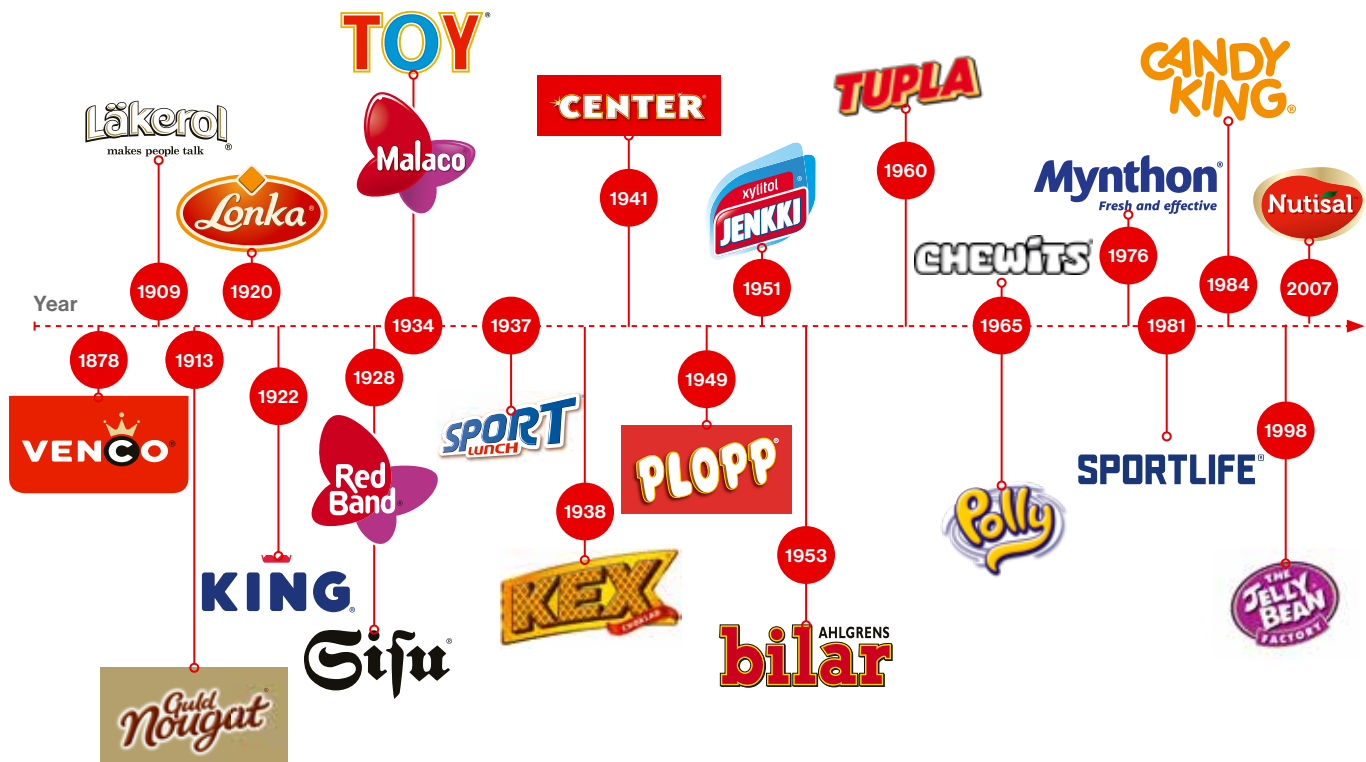 TOY®
Läkerol®
makes people talk
Lonka®
Malaco
CENTER®
xylitol®
JENKKI
TUPLA
CHEWITS
Mynthon®
Fresh and effective
CANDY
KING®
Nutisal
Year
1909
1920
1934
1937
1941
1951
1960
1965
1976
1981
1984
2007
1878
1913
1922
1928
1938
1949
1953
1998
VENCO®
KING®
Guld
Nougat
Red
Band
Sifu®
SPORT
LUNCH
KEX
CHOKLAD
PLOPP®
AHLGRENS
bilar
Polly
SPORTLIFE®
THE
JELLY
BEAN
FACTORY